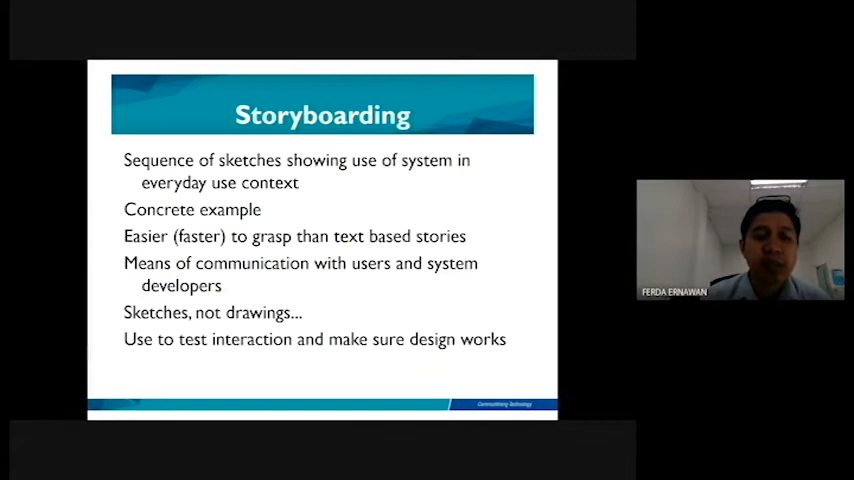 Storyboarding
Sequence of sketches showing use of system in
everyday use context
Concrete example
Easier (faster) to grasp than text based stories
Means of communication with users and system
developers
Sketches, not drawings...
Use to test interaction and make sure design works
Communitising Technology
FERDA ERNAWAN